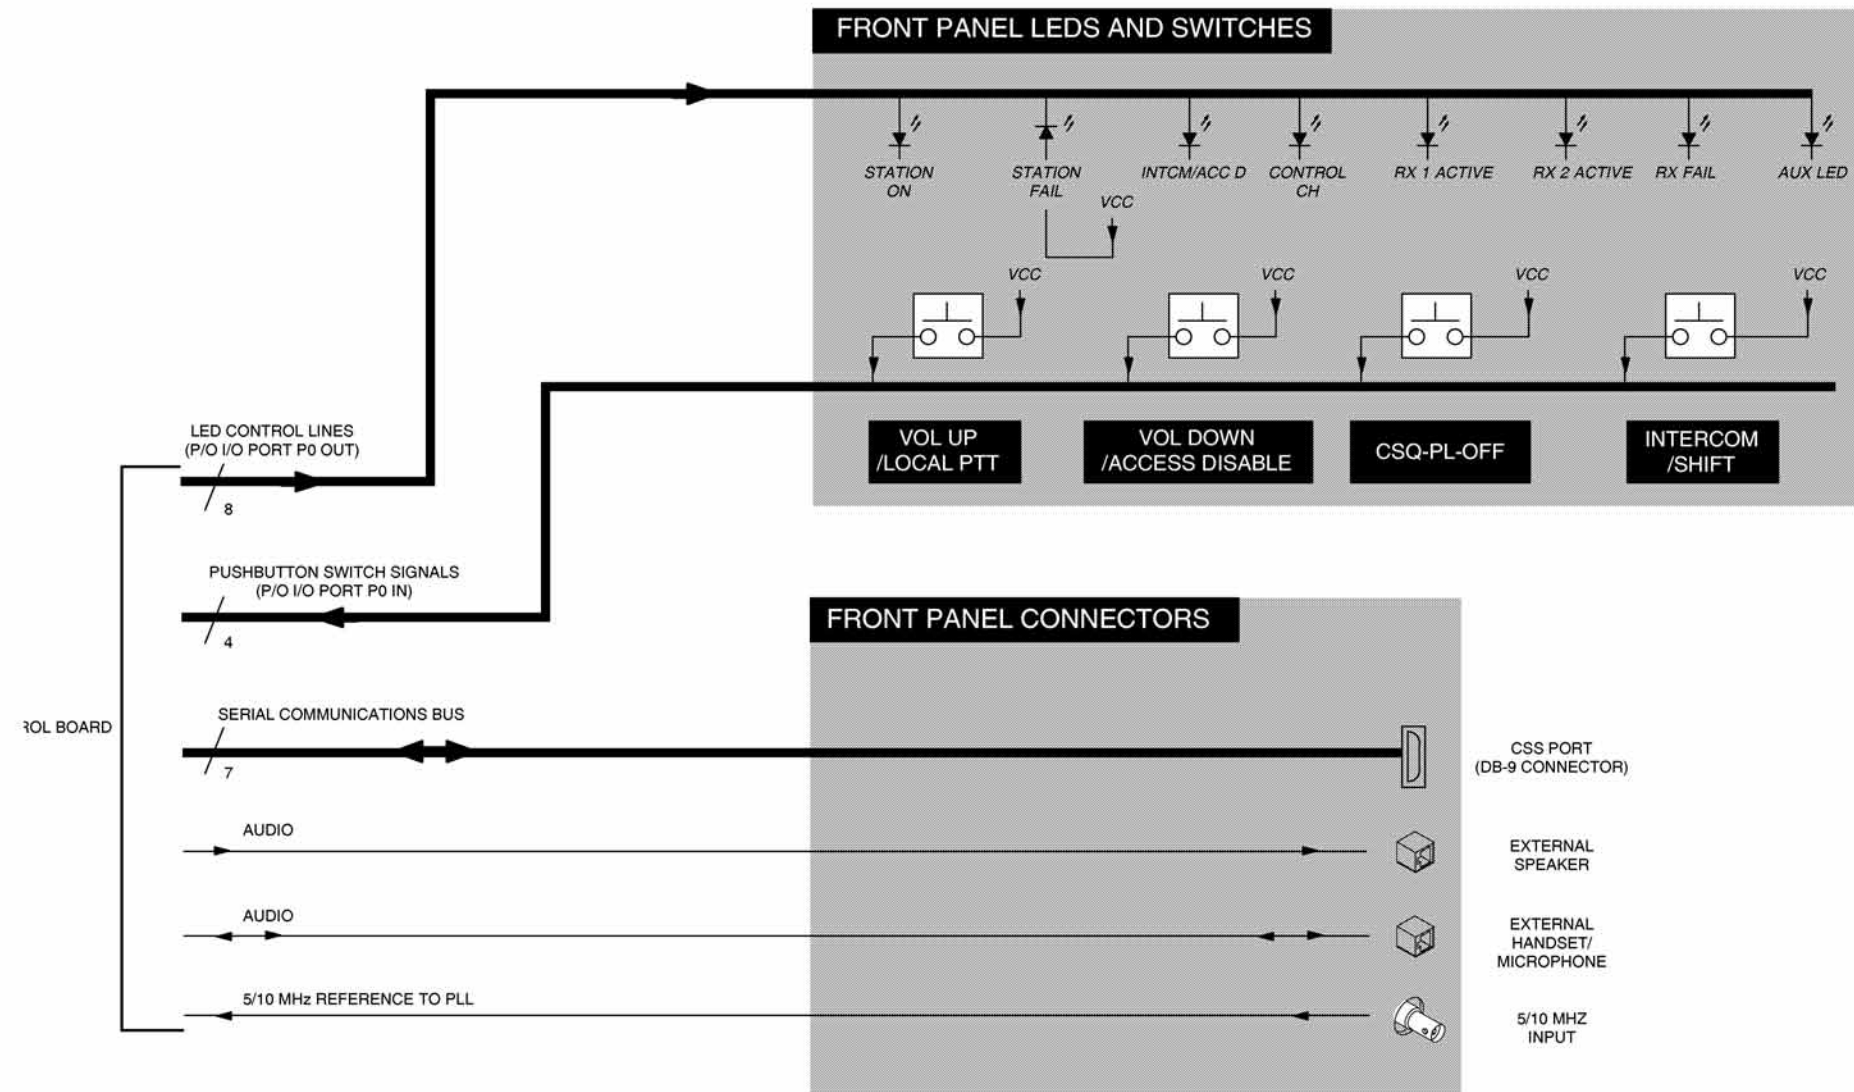 FRONT PANEL LEDS AND SWITCHES
STATION
ON
STATION
FAIL
INTCM/ACC D
CONTROL
CH
RX 1 ACTIVE
RX 2 ACTIVE
RX FAIL
AUX LED
VCC
VCC
VCC
VCC
VCC
VOL UP
/LOCAL PTT
VOL DOWN
/ACCESS DISABLE
CSQ-PL-OFF
INTERCOM
/SHIFT
LED CONTROL LINES
(P/O I/O PORT P0 OUT)
8
PUSHBUTTON SWITCH SIGNALS
(P/O I/O PORT P0 IN)
4
FRONT PANEL CONNECTORS
SERIAL COMMUNICATIONS BUS
7
BOARD
CSS PORT
(DB-9 CONNECTOR)
AUDIO
EXTERNAL
SPEAKER
AUDIO
EXTERNAL
HANDSET/
MICROPHONE
5/10 MHz REFERENCE TO PLL
5/10 MHZ
INPUT